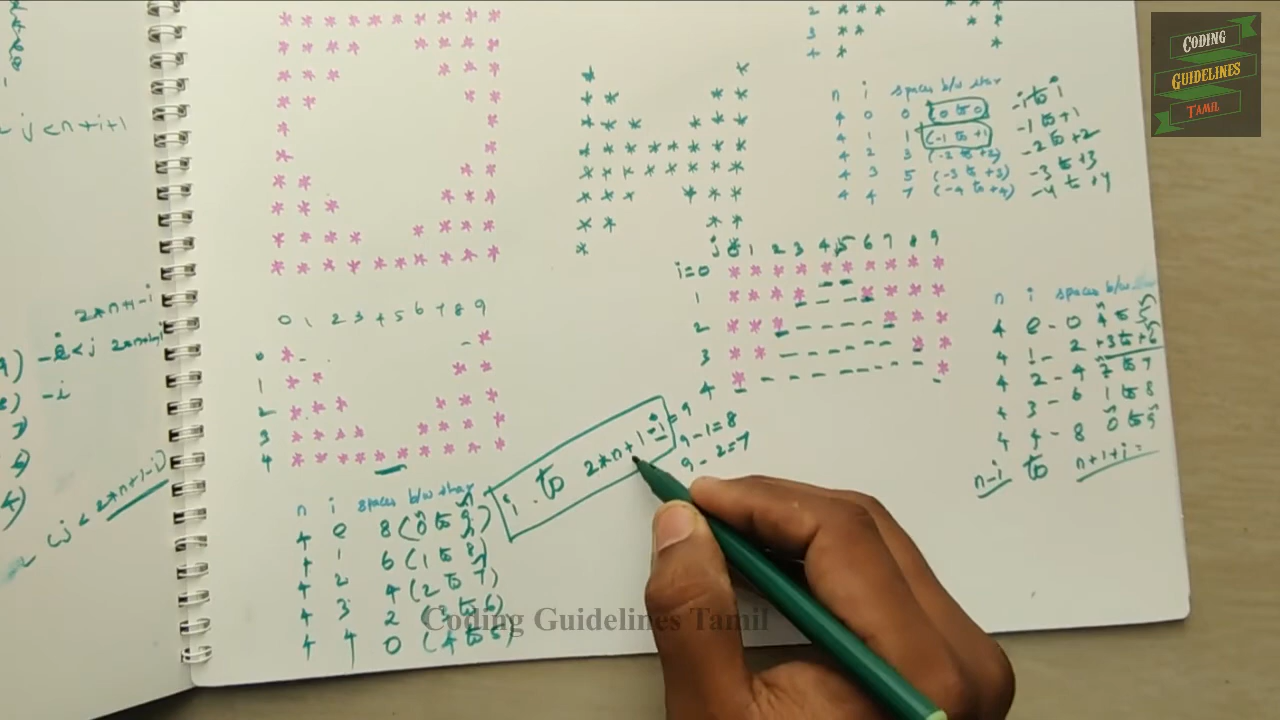 CODING
GUIDELINES
TAMIL
j < n+i+1
2*n+1-i
-i
(j < 2*n+1-i)
* * * * * * * * * *
* * * * * * *
* * * * *
* * *
*
*
* * *
* * * * *
* * * * * * *
* * * * * * * * * *
n i spaces b/w star
4 0 0 (0 to 0) -i to i
4 1 1 (-1 to +1) -1 to +1
4 2 3 (-2 to +2) -2 to +2
4 3 5 (-3 to +3) -3 to +3
4 4 7 (-4 to +4) -4 to +4
j 0 1 2 3 4 5 6 7 8 9
i=0 * * * * * * * * * *
1
2
3
4
n i spaces b/w
4 0 - 0 4 to 5
4 1 - 2 +3 to +6
4 2 - 4 2 to 7
4 3 - 6 1 to 8
4 4 - 8 0 to 9
n-i to n+1+i
0 1 2 3 4 5 6 7 8 9
0
1
2
3
4
i to 2*n+1-i = 9
9-1=8
9-2=7
n i spaces b/w star
4 0 8 (0 to 9)
4 1 6 (1 to 8)
4 2 4 (2 to 7)
4 3 2 (3 to 6)
4 4 0 (4 to 5)
Coding Guidelines Tamil